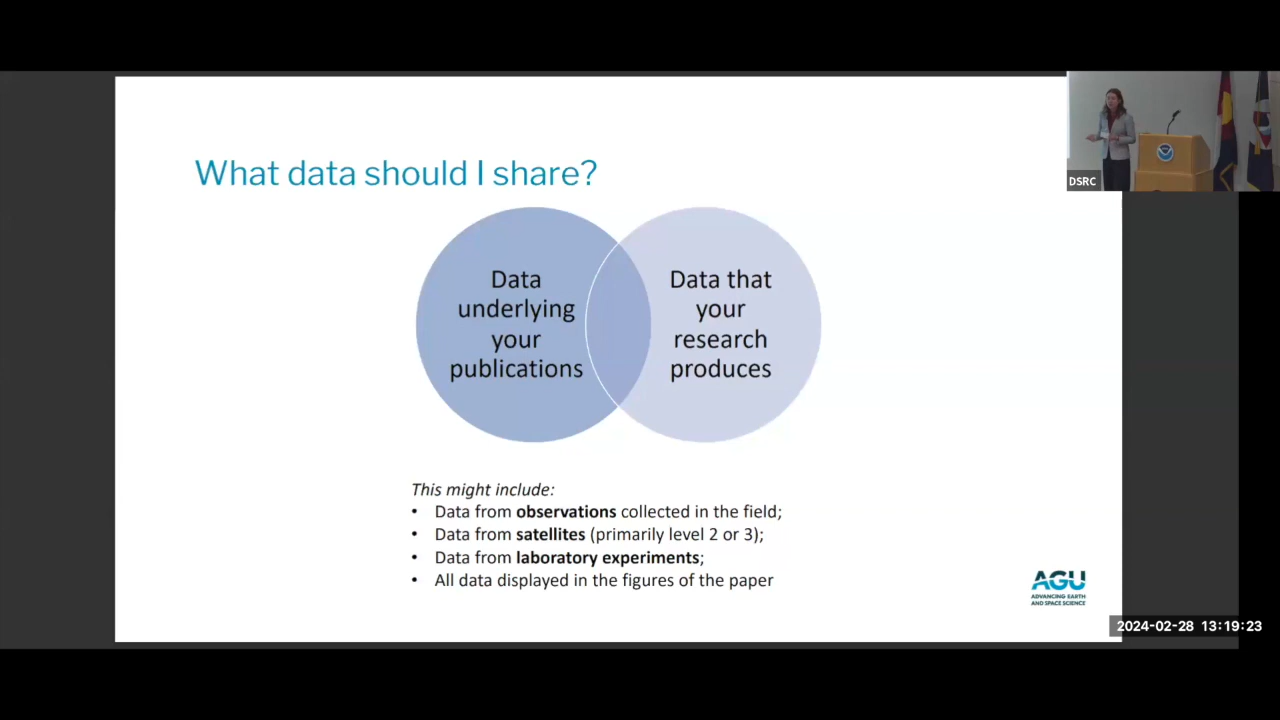 What data should I share?
Data
underlying
your
publications
Data that
your
research
produces
This might include:
• Data from observations collected in the field;
• Data from satellites (primarily level 2 or 3);
• Data from laboratory experiments;
• All data displayed in the figures of the paper
AGU
ADVANCING EARTH
AND SPACE SCIENCE
DSRC
2024-02-28 13:19:23